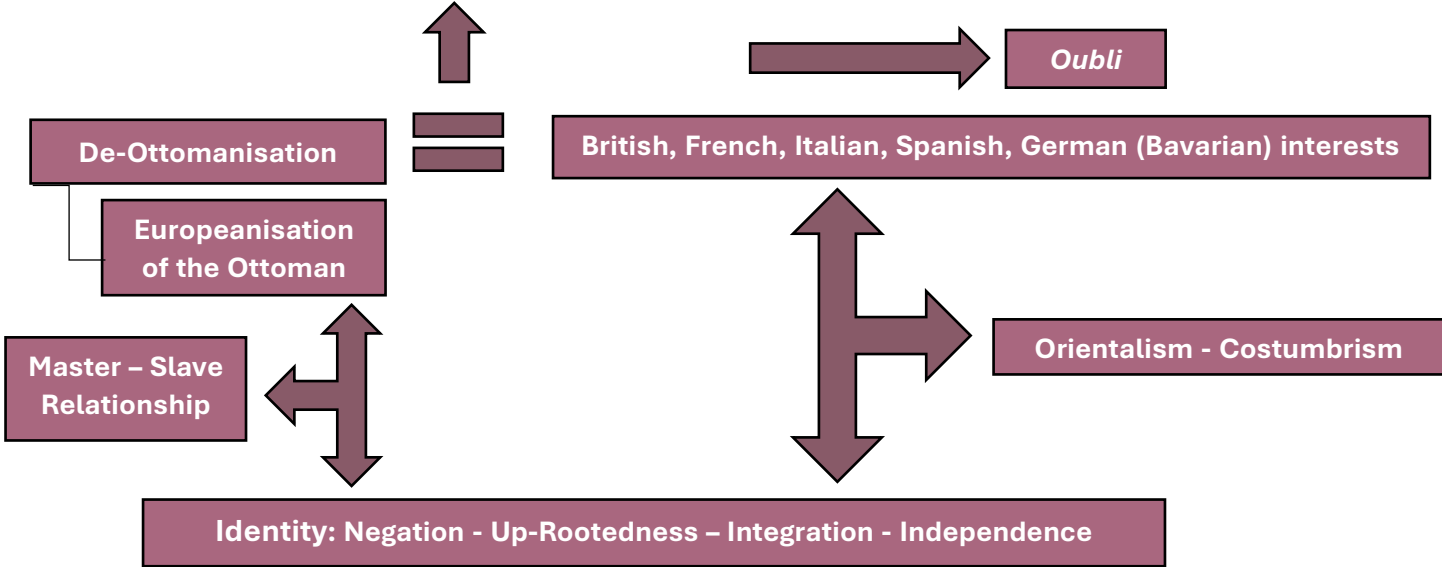 Oubli
De-Ottomanisation
British, French, Italian, Spanish, German (Bavarian) interests
Europeanisation
of the Ottoman
Master – Slave
Relationship
Orientalism - Costumbrism
Identity: Negation - Up-Rootedness – Integration - Independence